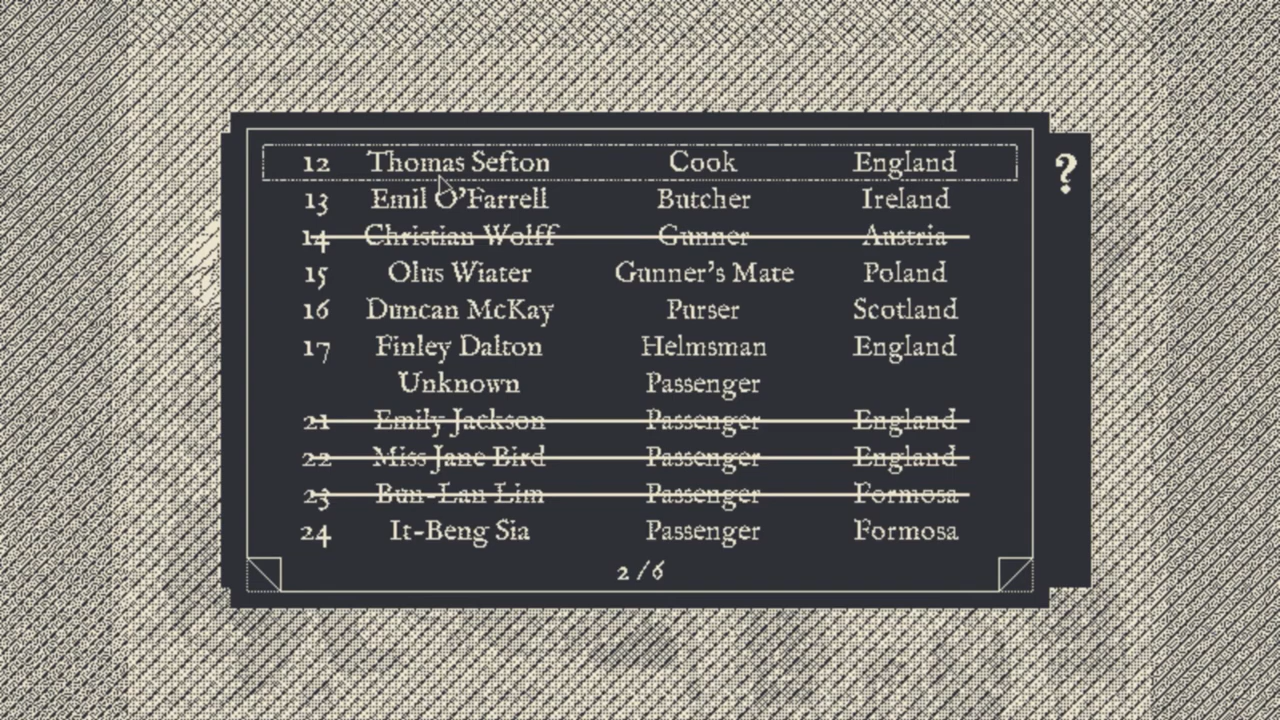 12 Thomas Sefton Cook England
?
13 Emil O'Farrell Butcher Ireland
14 Christian Wolff Gunner Austria
15 Olus Wiater Gunner's Mate Poland
16 Duncan McKay Purser Scotland
17 Finley Dalton Helmsman England
Unknown Passenger
21 Emily Jackson Passenger England
22 Miss Jane Bird Passenger England
23 Bun-Lan Lim Passenger Formosa
24 It-Beng Sia Passenger Formosa
2 / 6